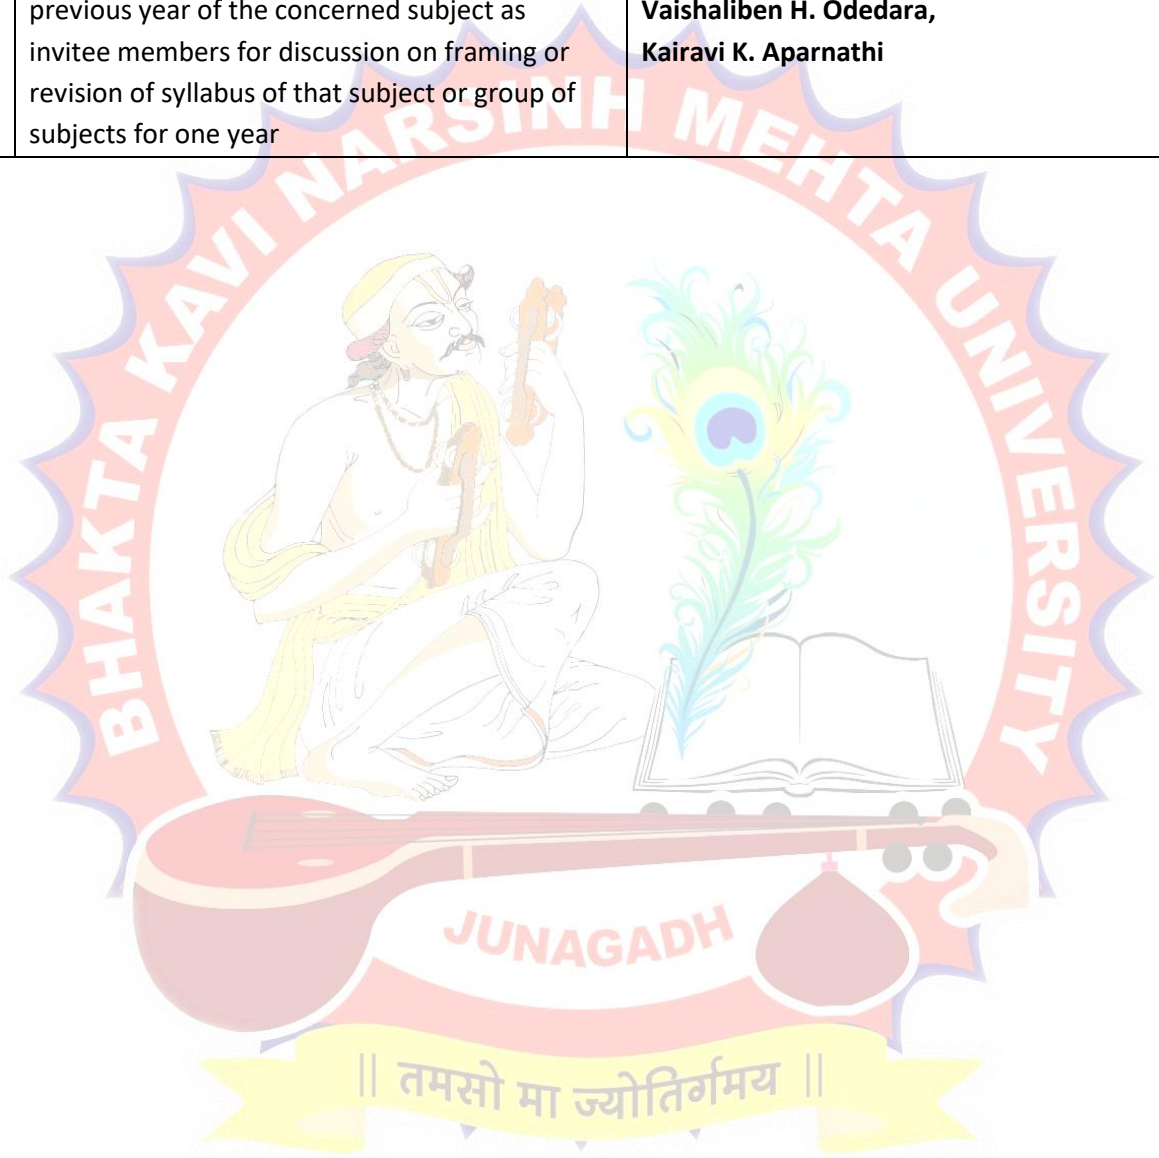 previous year of the concerned subject as
invitee members for discussion on framing or
revision of syllabus of that subject or group of
subjects for one year
Vaishaliben H. Odedara,
Kairavi K. Aparnathi
BHAKTA KAVI NARSINH MEHTA UNIVERSITY
JUNAGADH
|| तमसो मा ज्योतिर्गमय ||